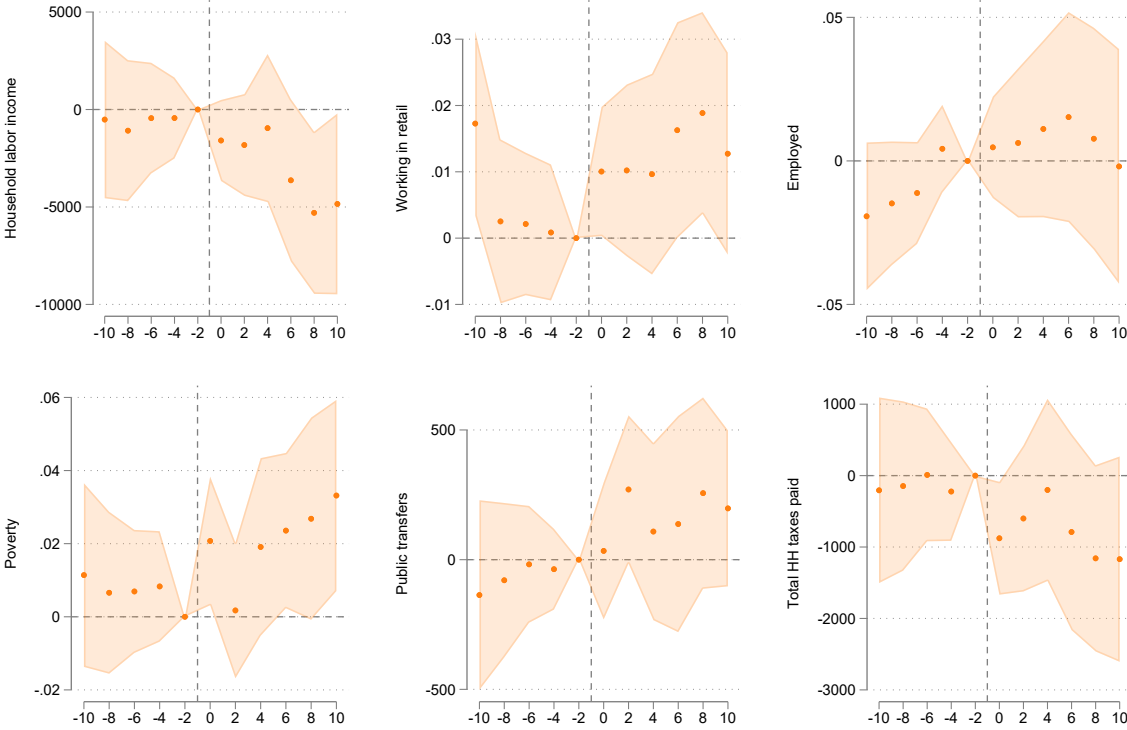 Household labor income
5000
0
-5000
-10000
-10 -8 -6 -4 -2 0 2 4 6 8 10
Working in retail
.03
.02
.01
0
-.01
-10 -8 -6 -4 -2 0 2 4 6 8 10
Employed
.05
0
-.05
-10 -8 -6 -4 -2 0 2 4 6 8 10
Poverty
.06
.04
.02
0
-.02
-10 -8 -6 -4 -2 0 2 4 6 8 10
Public transfers
500
0
-500
-10 -8 -6 -4 -2 0 2 4 6 8 10
Total HH taxes paid
1000
0
-1000
-2000
-3000
-10 -8 -6 -4 -2 0 2 4 6 8 10